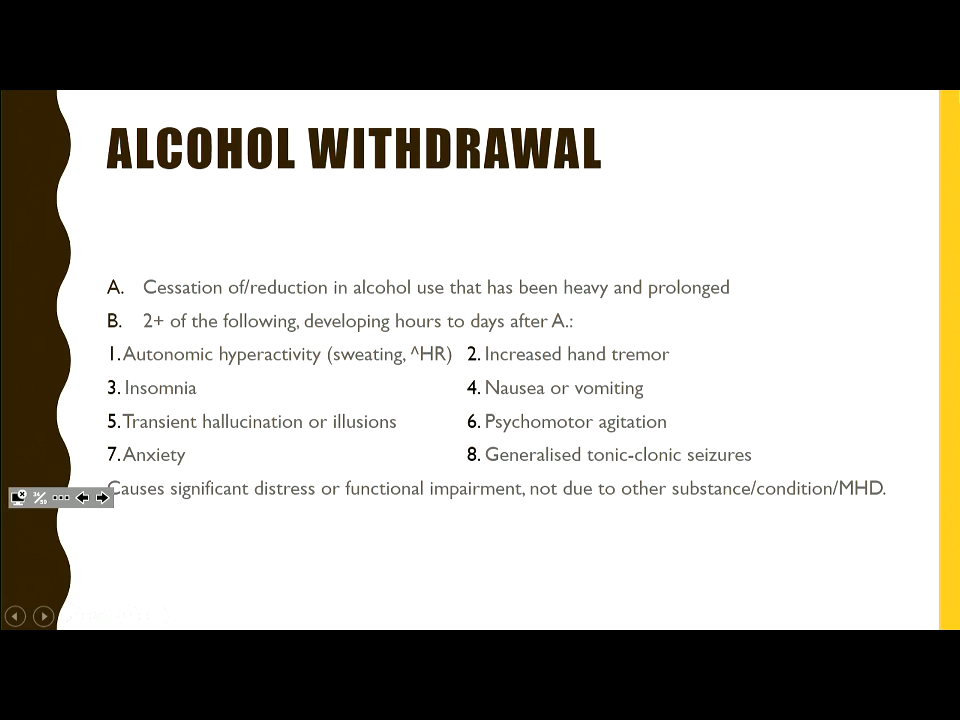 ALCOHOL WITHDRAWAL
A. Cessation of/reduction in alcohol use that has been heavy and prolonged
B. 2+ of the following, developing hours to days after A.:
1. Autonomic hyperactivity (sweating, ^HR) 2. Increased hand tremor
3. Insomnia 4. Nausea or vomiting
5. Transient hallucination or illusions 6. Psychomotor agitation
7. Anxiety 8. Generalised tonic-clonic seizures
Causes significant distress or functional impairment, not due to other substance/condition/MHD.